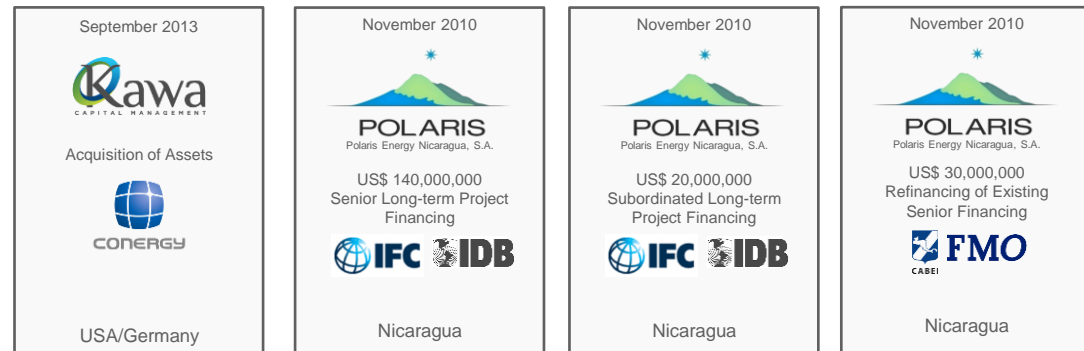 September 2013
Kawa
CAPITAL MANAGEMENT
Acquisition of Assets
CONERGY
USA/Germany
November 2010
POLARIS
Polaris Energy Nicaragua, S.A.
US$ 140,000,000
Senior Long-term Project
Financing
IFC IDB
Nicaragua
November 2010
POLARIS
Polaris Energy Nicaragua, S.A.
US$ 20,000,000
Subordinated Long-term
Project Financing
IFC IDB
Nicaragua
November 2010
POLARIS
Polaris Energy Nicaragua, S.A.
US$ 30,000,000
Refinancing of Existing
Senior Financing
CABEI FMO
Nicaragua